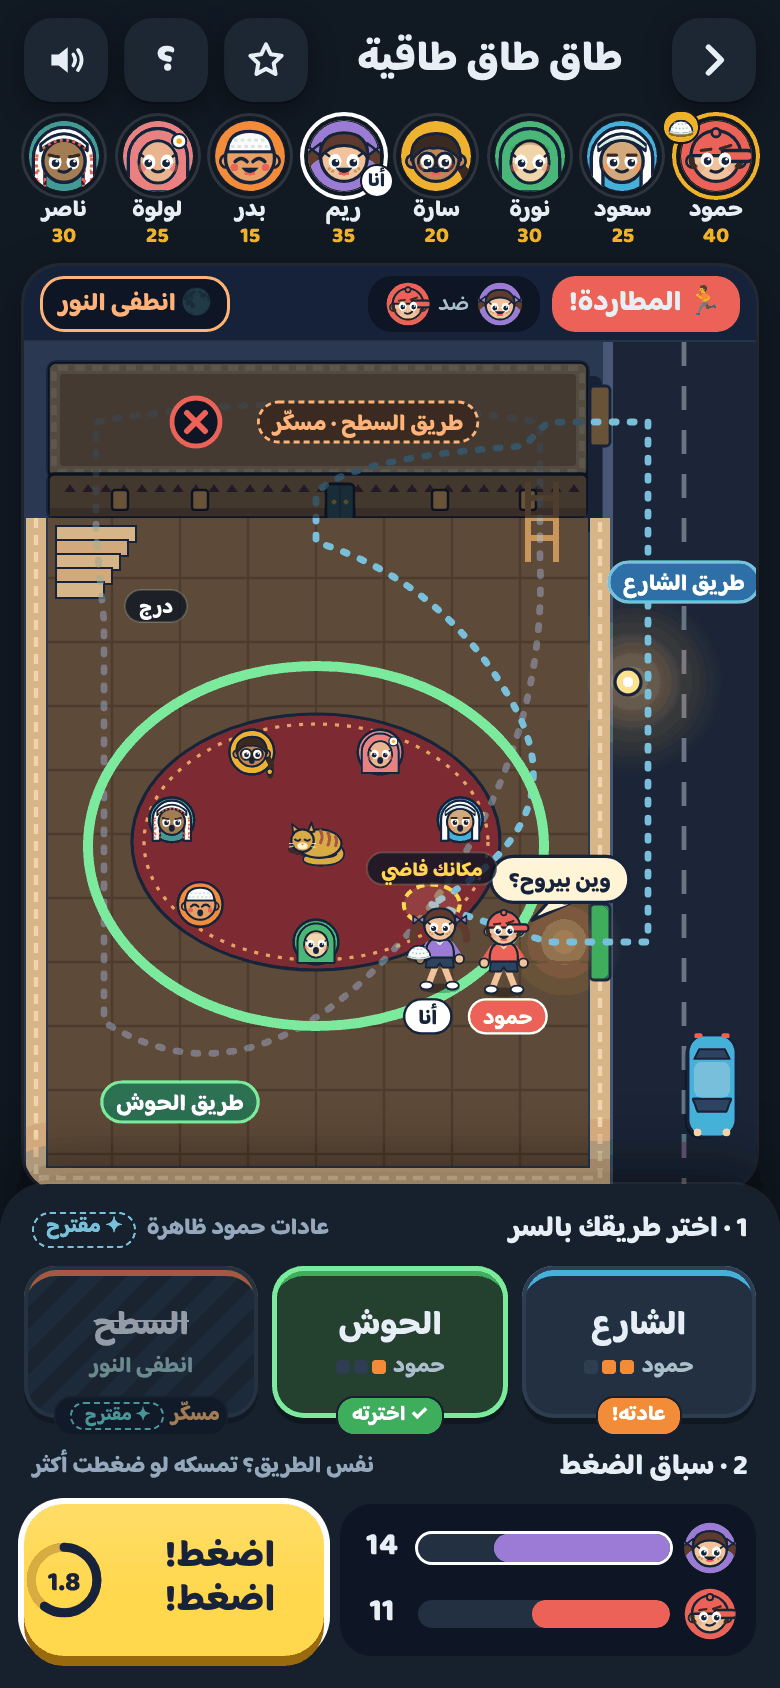 طاق طاق طاقية
؟
حمود
سعود
نورة
سارة
ريم
بدر
لولوة
ناصر
أنا
40
25
30
20
35
15
25
30
المطاردة!
ضد
انطفى النور
طريق السطح · مسكّر
طريق الشارع
درج
مكانك فاضي
وين بيروح؟
أنا
حمود
طريق الحوش
1 · اختر طريقك بالسر
عادات حمود ظاهرة
✦ مقترح
الشارع
حمود
عادته!
الحوش
حمود
✓ اخترته
السطح
انطفى النور
مسكّر
✦ مقترح
2 · سباق الضغط
نفس الطريق؟ تمسكه لو ضغطت أكثر
14
11
اضغط!
اضغط!
1.8